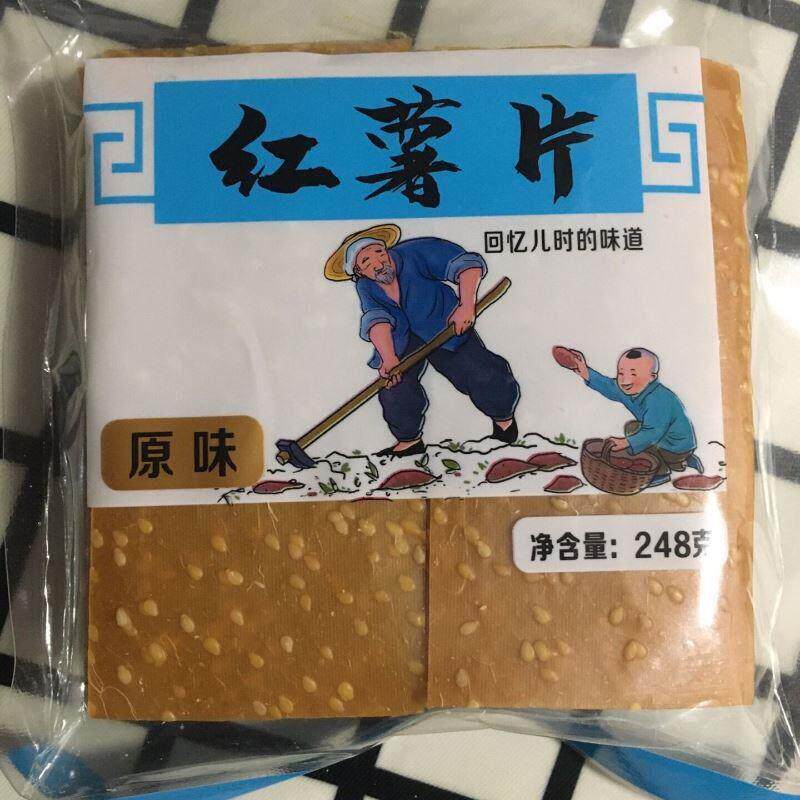 红薯片
回忆儿时的味道
原味
净含量：248克